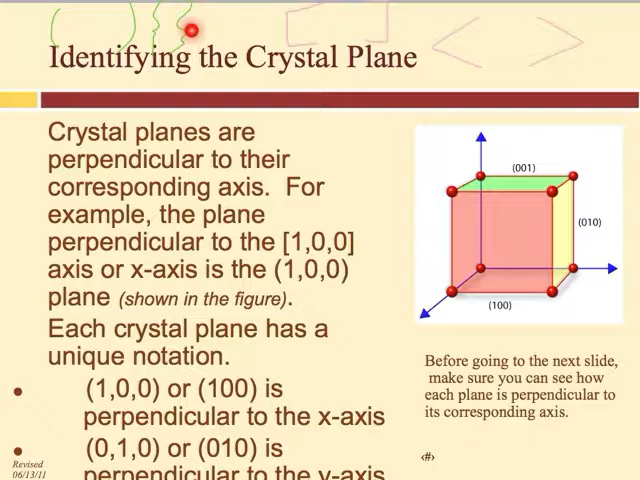 Identifying the Crystal Plane
Crystal planes are
perpendicular to their
corresponding axis. For
example, the plane
perpendicular to the [1,0,0]
axis or x-axis is the (1,0,0)
plane (shown in the figure).
Each crystal plane has a
unique notation.
• (1,0,0) or (100) is
perpendicular to the x-axis
• (0,1,0) or (010) is
perpendicular to the y-axis
Revised
06/13/11
(001)
(010)
(100)
Before going to the next slide,
make sure you can see how
each plane is perpendicular to
its corresponding axis.
‹#›